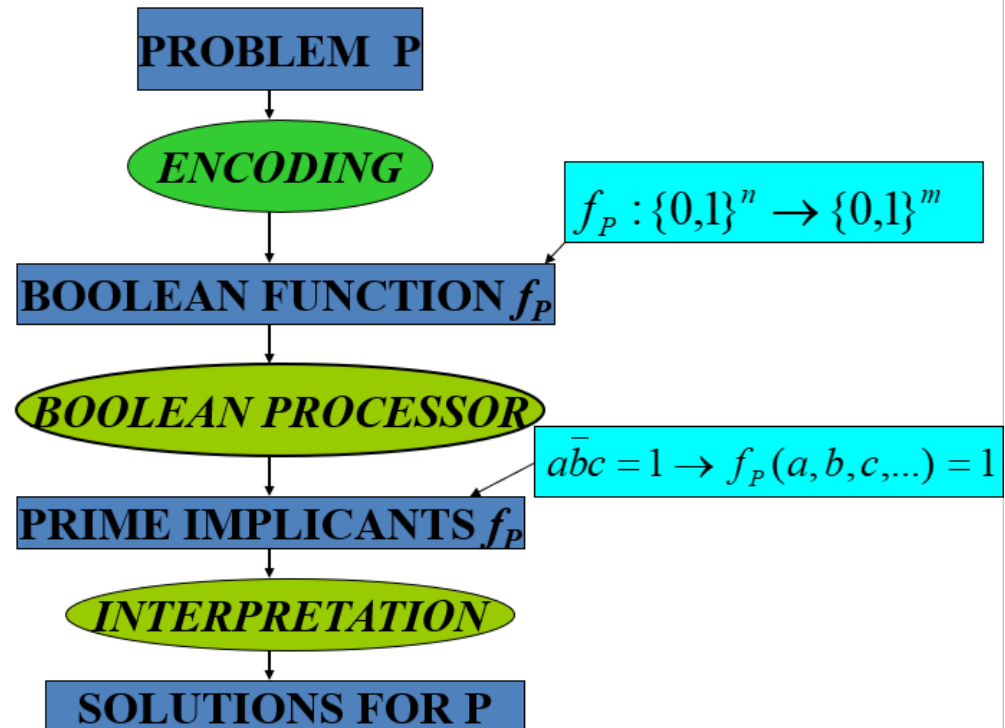 PROBLEM P
ENCODING
f_P : {0,1}^n → {0,1}^m
BOOLEAN FUNCTION f_P
BOOLEAN PROCESSOR
ab̄c = 1 → f_P(a, b, c,...) = 1
PRIME IMPLICANTS f_P
INTERPRETATION
SOLUTIONS FOR P